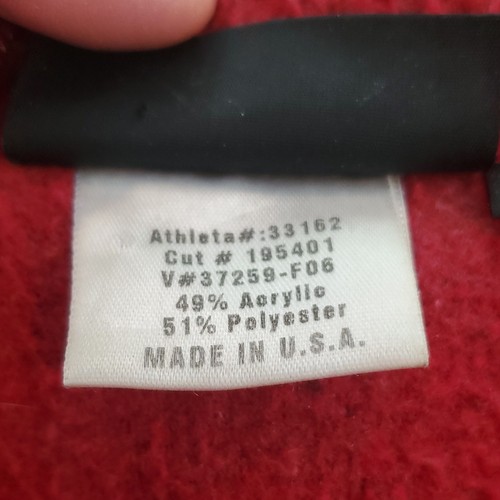 Athleta#:33162
Cut # 195401
V#37259-F06
49% Acrylic
51% Polyester
MADE IN U.S.A.